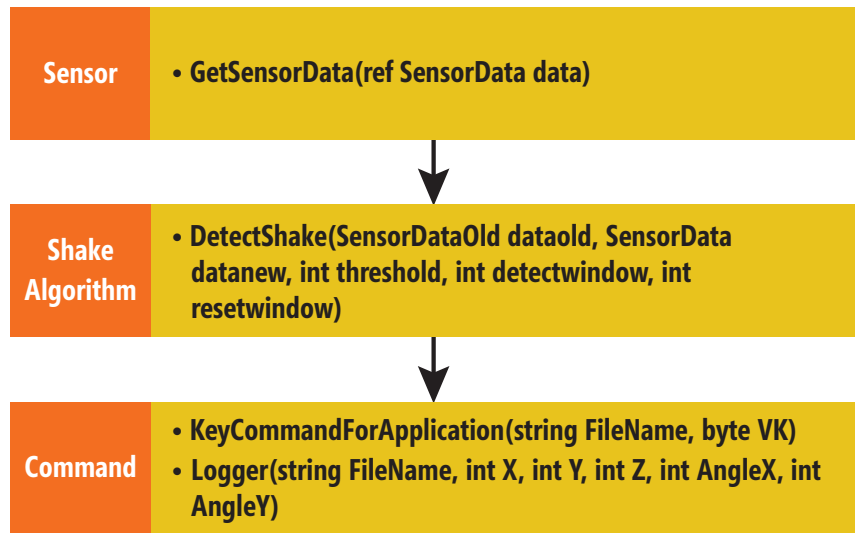 Sensor
• GetSensorData(ref SensorData data)
Shake
Algorithm
• DetectShake(SensorDataOld dataold, SensorData
datanew, int threshold, int detectwindow, int
resetwindow)
Command
• KeyCommandForApplication(string FileName, byte VK)
• Logger(string FileName, int X, int Y, int Z, int AngleX, int
AngleY)